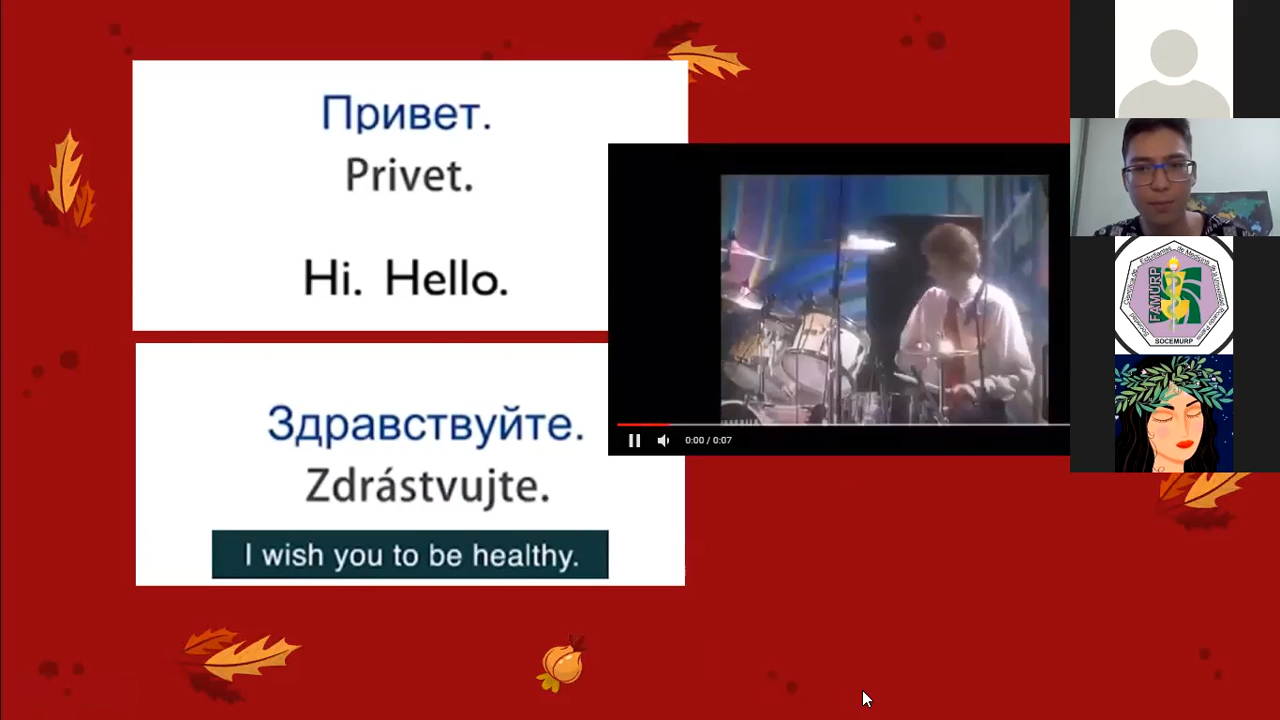 Привет.
Privet.
Hi. Hello.
Здравствуйте.
Zdrástvujte.
I wish you to be healthy.
0:00 / 0:07
FAMURP
SOCEMURP